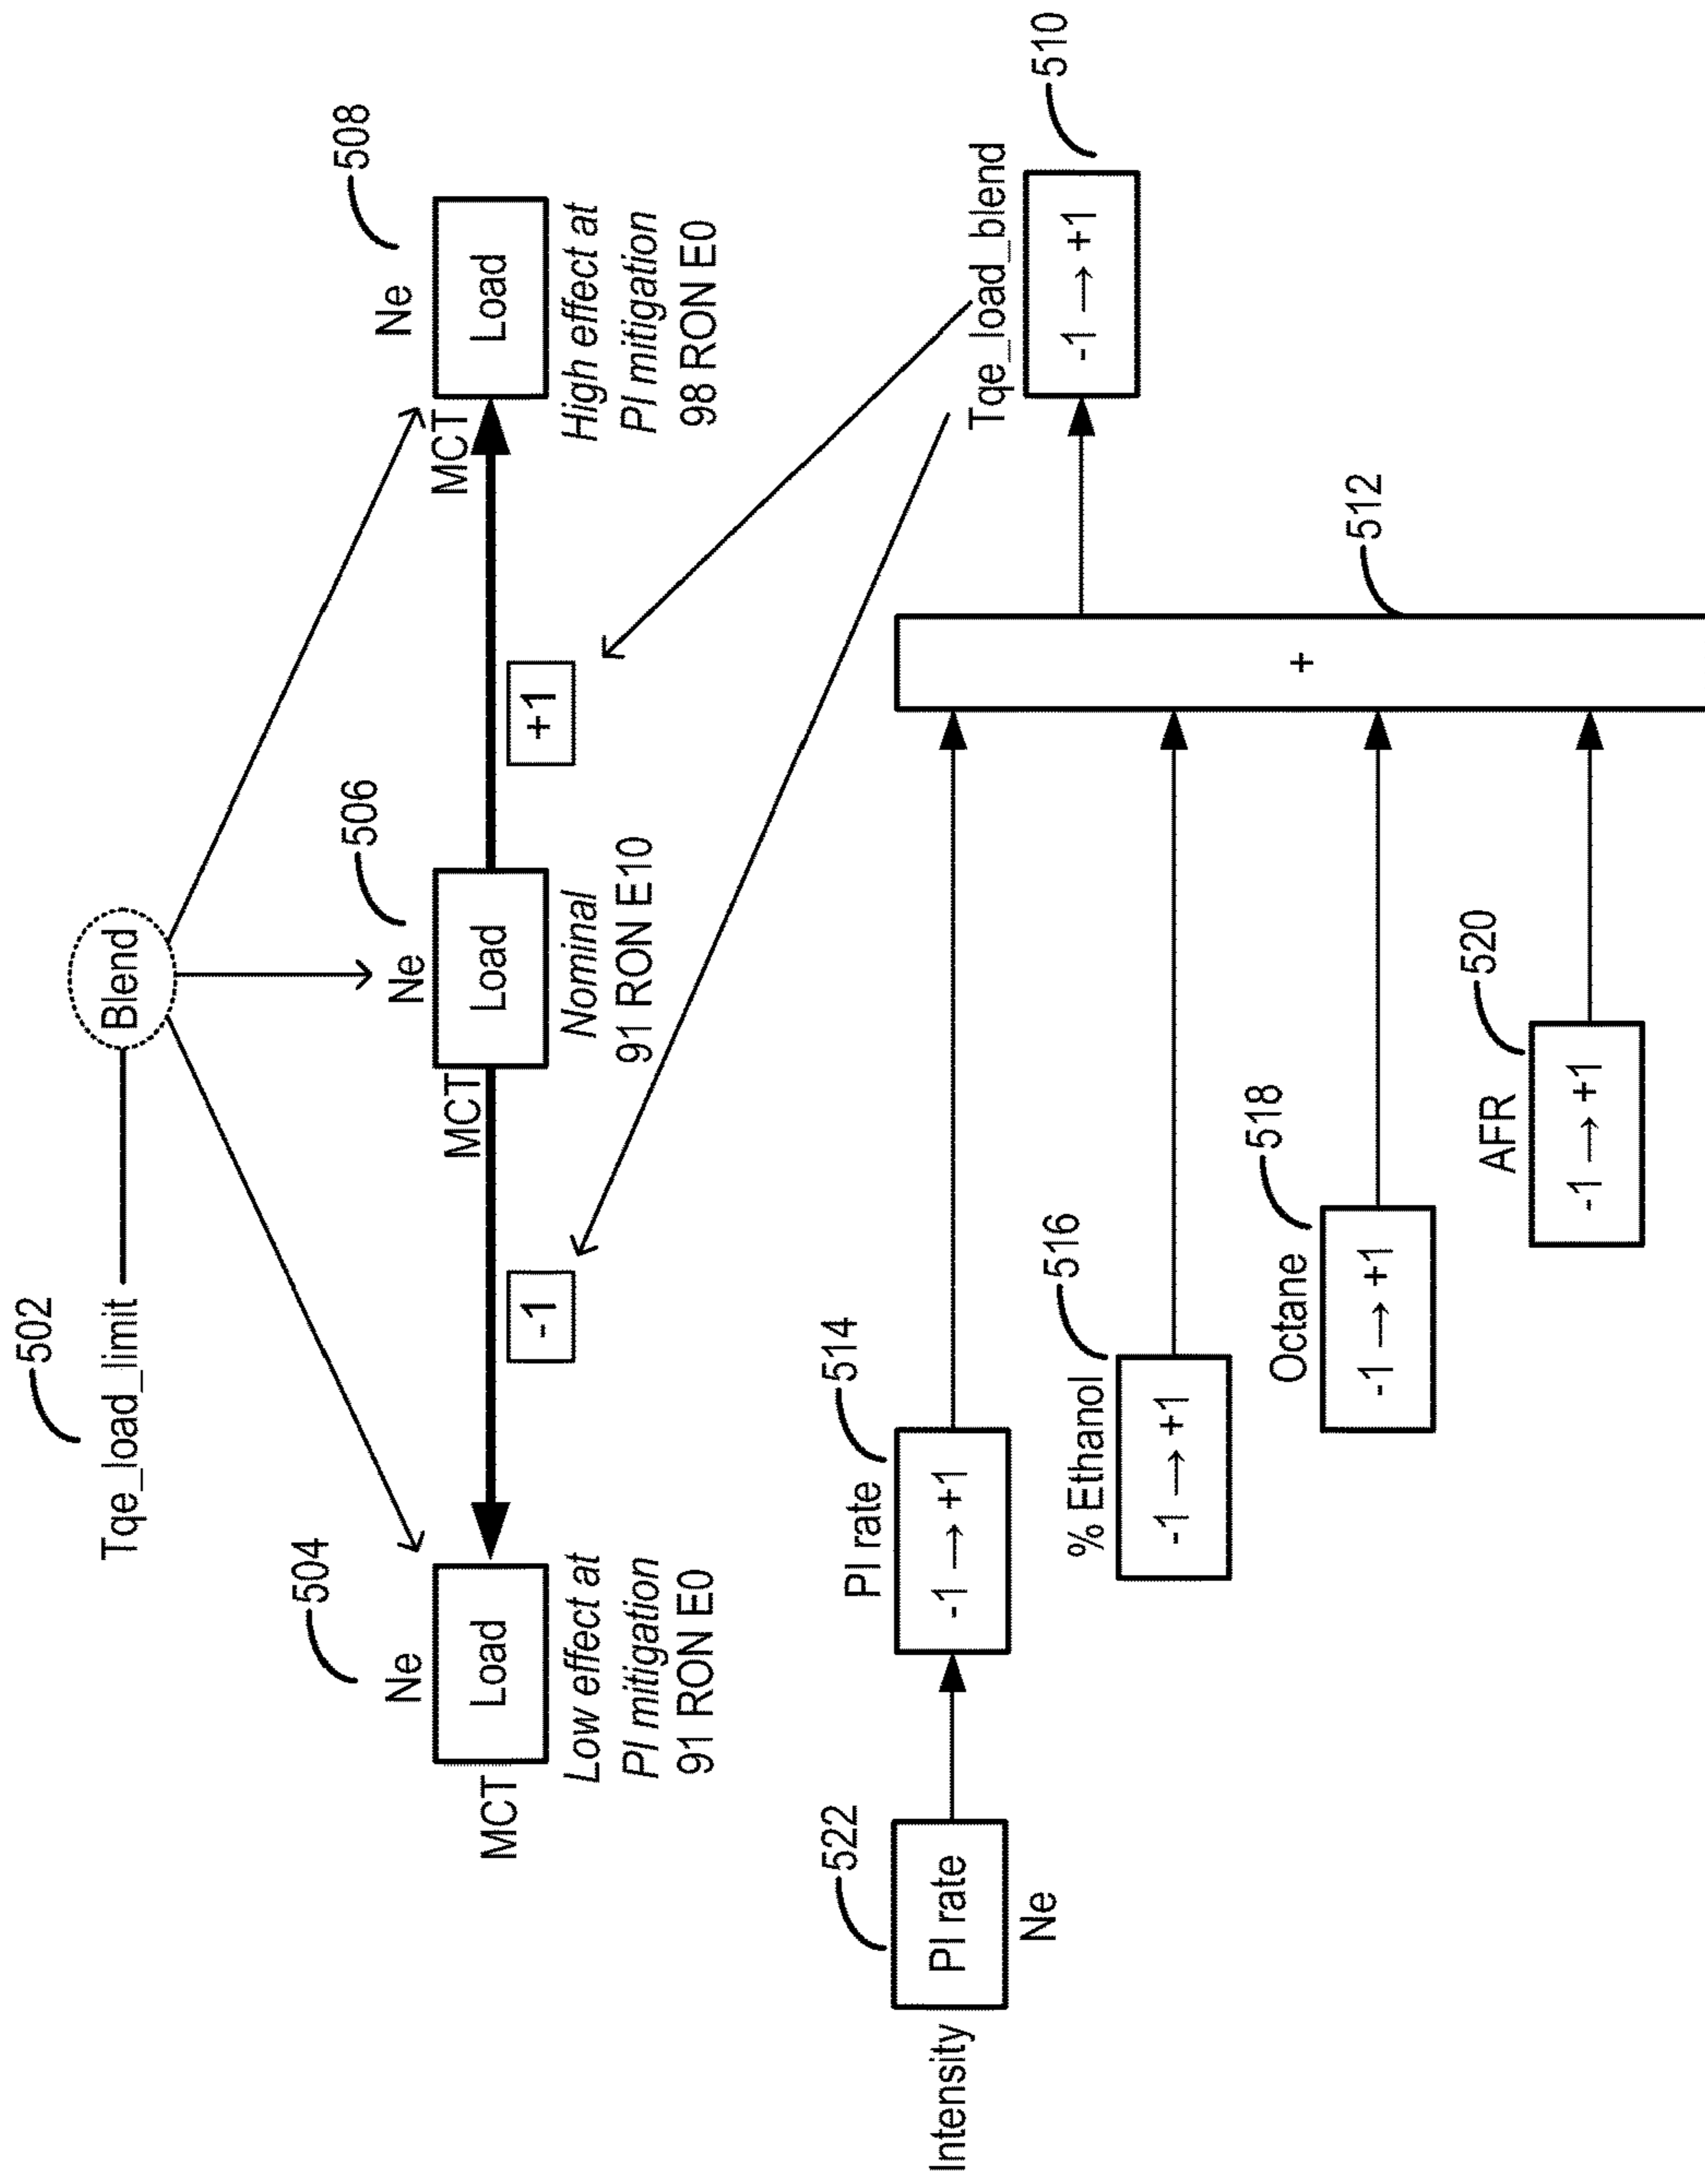 502
Tqe_load_limit
Blend
504
Ne
MCT
Load
Low effect at
PI mitigation
91 RON E0
-1
506
Ne
MCT
Load
Nominal
91 RON E10
+1
508
Ne
MCT
Load
High effect at
PI mitigation
98 RON E0
Tqe_load_blend
510
-1 → +1
512
+
522
Intensity
PI rate
Ne
514
PI rate
-1 → +1
516
% Ethanol
-1 → +1
518
Octane
-1 → +1
520
AFR
-1 → +1